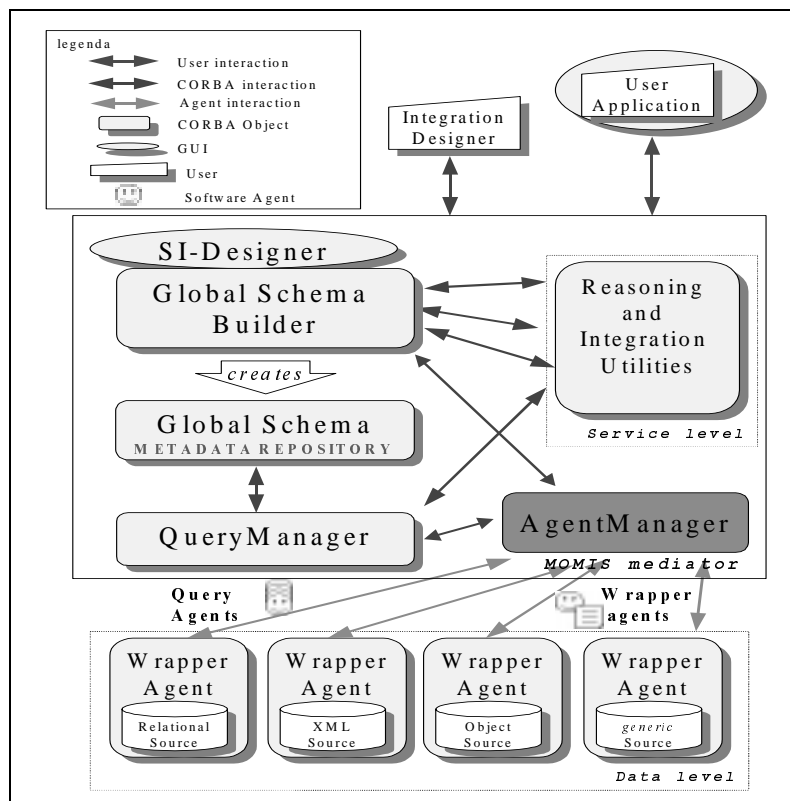 legenda
User interaction
CORBA interaction
Agent interaction
CORBA Object
GUI
User
Software Agent
Integration
Designer
User
Application
SI-Designer
Global Schema
Builder
creates
Global Schema
METADATA REPOSITORY
QueryManager
Reasoning
and
Integration
Utilities
Service level
AgentManager
MOMIS mediator
Query
Agents
Wrapper
agents
Wrapper
Agent
Relational
Source
Wrapper
Agent
XML
Source
Wrapper
Agent
Object
Source
Wrapper
Agent
generic
Source
Data level